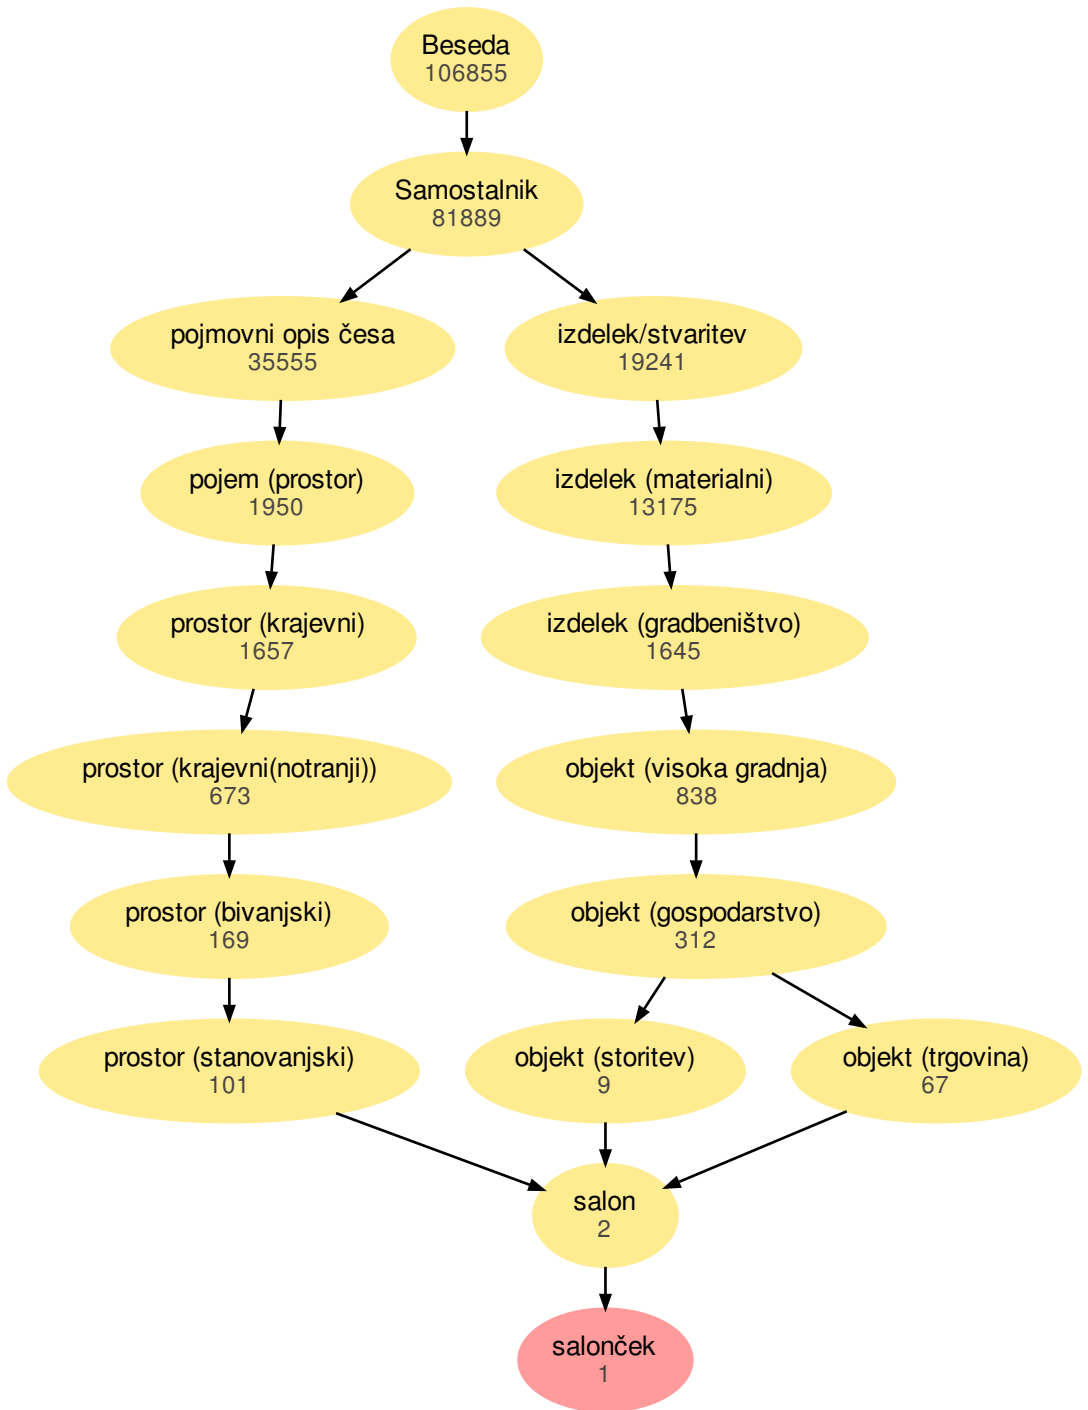 Beseda
106855
Samostalnik
81889
pojmovni opis česa
35555
izdelek/stvaritev
19241
pojem (prostor)
1950
izdelek (materialni)
13175
prostor (krajevni)
1657
izdelek (gradbeništvo)
1645
prostor (krajevni(notranji))
673
objekt (visoka gradnja)
838
prostor (bivanjski)
169
objekt (gospodarstvo)
312
prostor (stanovanjski)
101
objekt (storitev)
9
objekt (trgovina)
67
salon
2
salonček
1